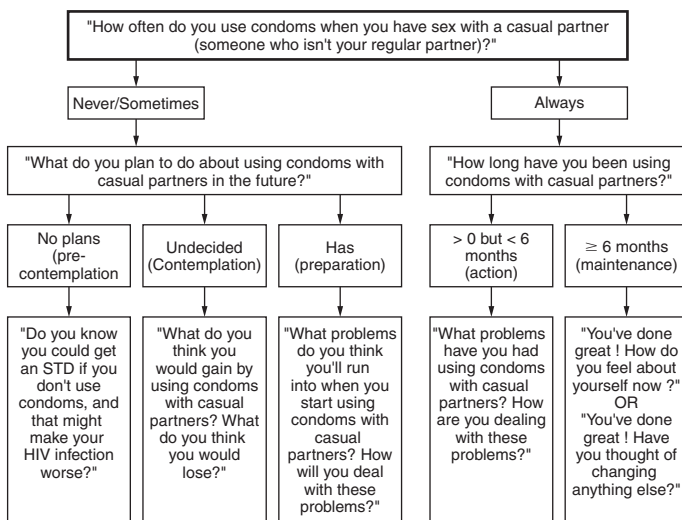 "How often do you use condoms when you have sex with a casual partner
(someone who isn't your regular partner)?"
Never/Sometimes
Always
"What do you plan to do about using condoms with
casual partners in the future?"
"How long have you been using
condoms with casual partners?"
No plans
(pre-
contemplation
Undecided
(Contemplation)
Has
(preparation)
> 0 but < 6
months
(action)
≥ 6 months
(maintenance)
"Do you know
you could get
an STD if you
don't use
condoms, and
that might
make your
HIV infection
worse?"
"What do you
think you
would gain by
using condoms
with casual
partners? What
do you think
you would
lose?"
"What problems
do you think
you'll run
into when you
start using
condoms with
casual
partners? How
will you deal
with these
problems?"
"What problems
have you had
using condoms
with casual
partners? How
are you dealing
with these
problems?"
"You've done
great ! How do
you feel about
yourself now ?"
OR
"You've done
great ! Have
you thought of
changing
anything else?"